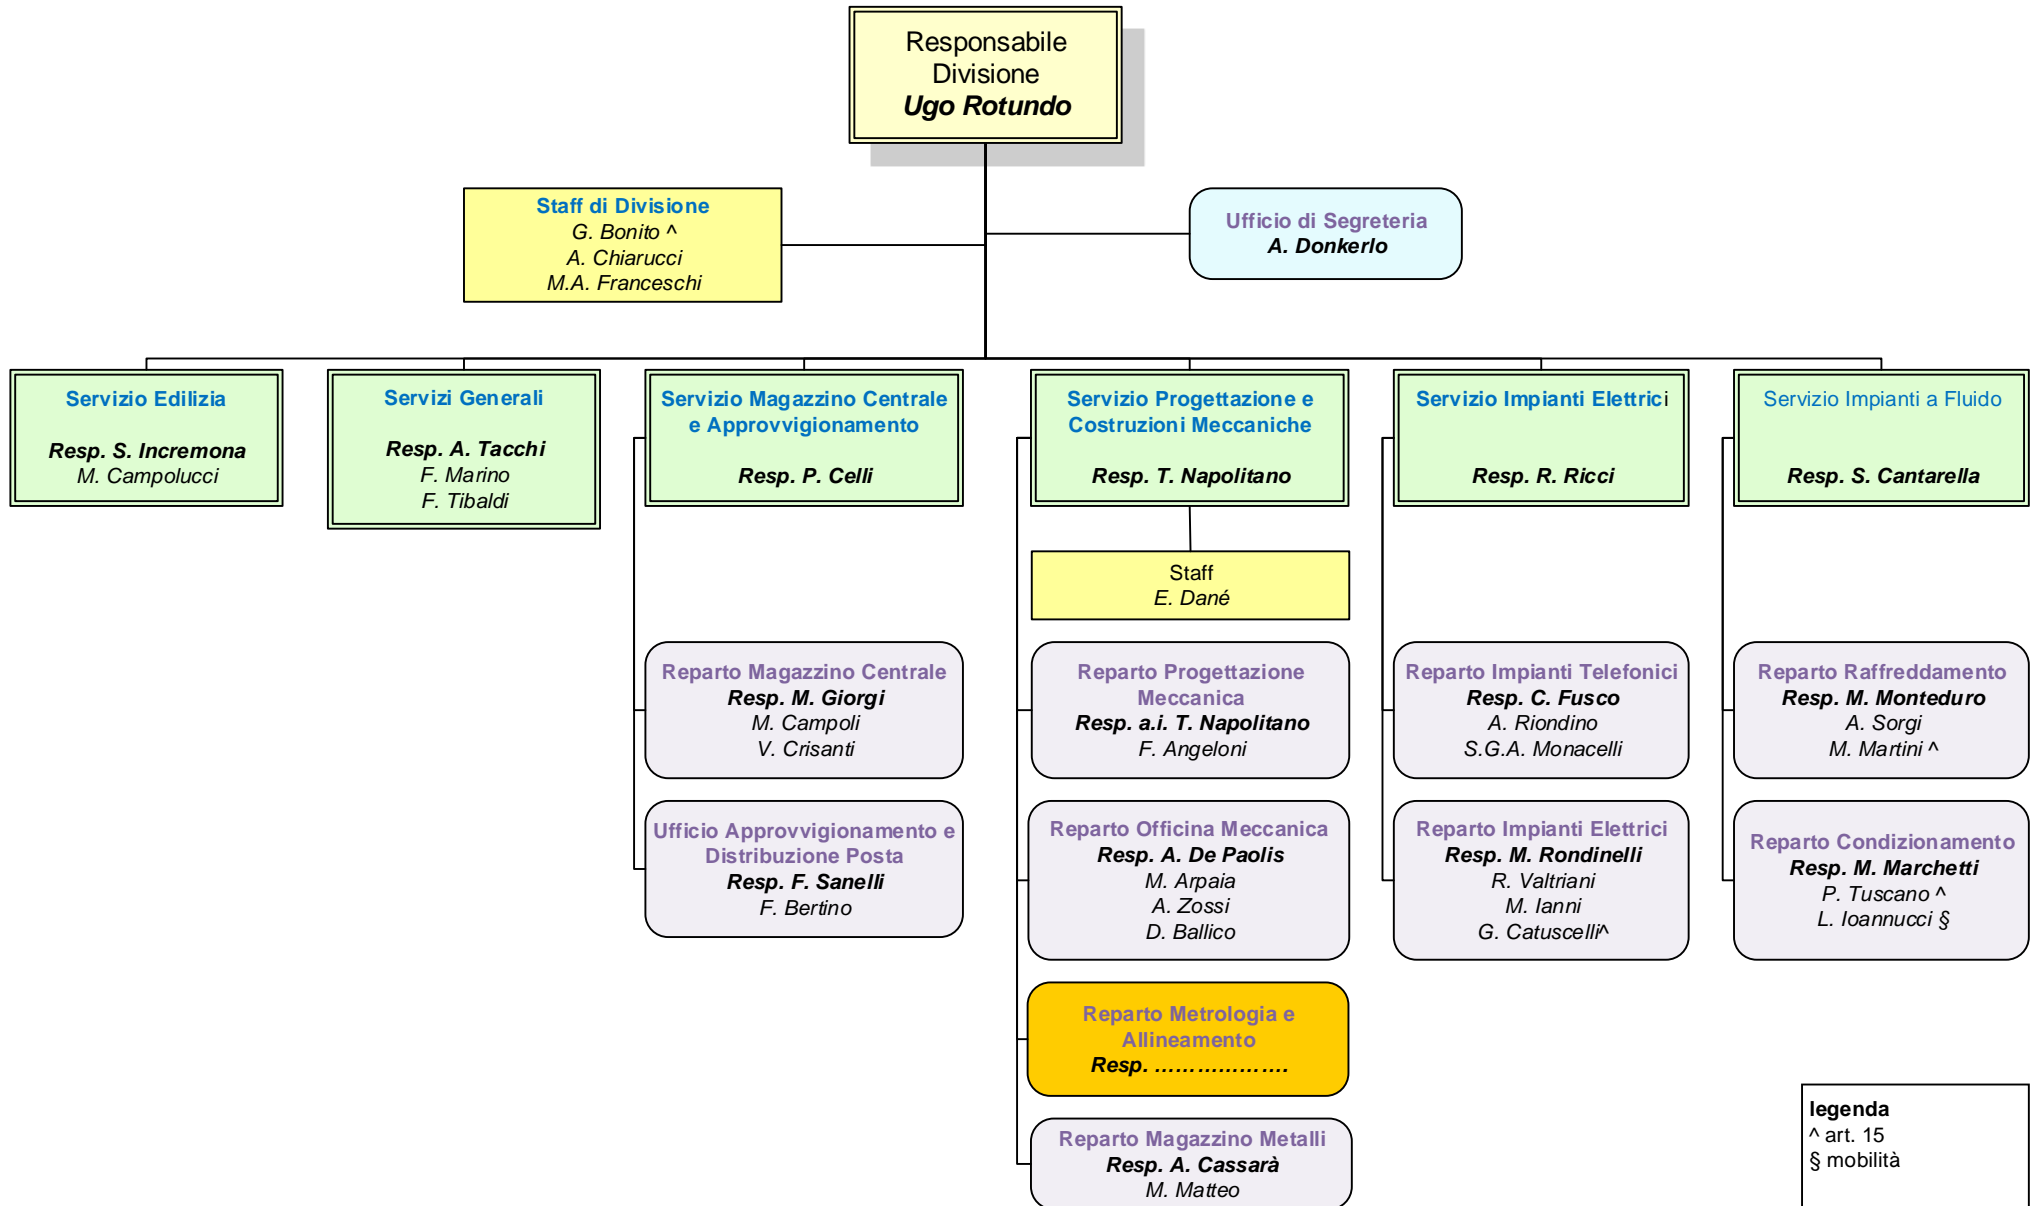 Responsabile
Divisione
Ugo Rotundo
Staff di Divisione
G. Bonito ^
A. Chiarucci
M.A. Franceschi
Ufficio di Segreteria
A. Donkerlo
Servizio Edilizia
Resp. S. Incremona
M. Campolucci
Servizi Generali
Resp. A. Tacchi
F. Marino
F. Tibaldi
Servizio Magazzino Centrale
e Approvvigionamento
Resp. P. Celli
Servizio Progettazione e
Costruzioni Meccaniche
Resp. T. Napolitano
Servizio Impianti Elettrici
Resp. R. Ricci
Servizio Impianti a Fluido
Resp. S. Cantarella
Staff
E. Dané
Reparto Magazzino Centrale
Resp. M. Giorgi
M. Campoli
V. Crisanti
Reparto Progettazione
Meccanica
Resp. a.i. T. Napolitano
F. Angeloni
Reparto Impianti Telefonici
Resp. C. Fusco
A. Riondino
S.G.A. Monacelli
Reparto Raffreddamento
Resp. M. Monteduro
A. Sorgi
M. Martini ^
Ufficio Approvvigionamento e
Distribuzione Posta
Resp. F. Sanelli
F. Bertino
Reparto Officina Meccanica
Resp. A. De Paolis
M. Arpaia
A. Zossi
D. Ballico
Reparto Impianti Elettrici
Resp. M. Rondinelli
R. Valtriani
M. Ianni
G. Catuscelli^
Reparto Condizionamento
Resp. M. Marchetti
P. Tuscano ^
L. Ioannucci §
Reparto Metrologia e
Allineamento
Resp. ……………….
Reparto Magazzino Metalli
Resp. A. Cassarà
M. Matteo
legenda
^ art. 15
§ mobilità